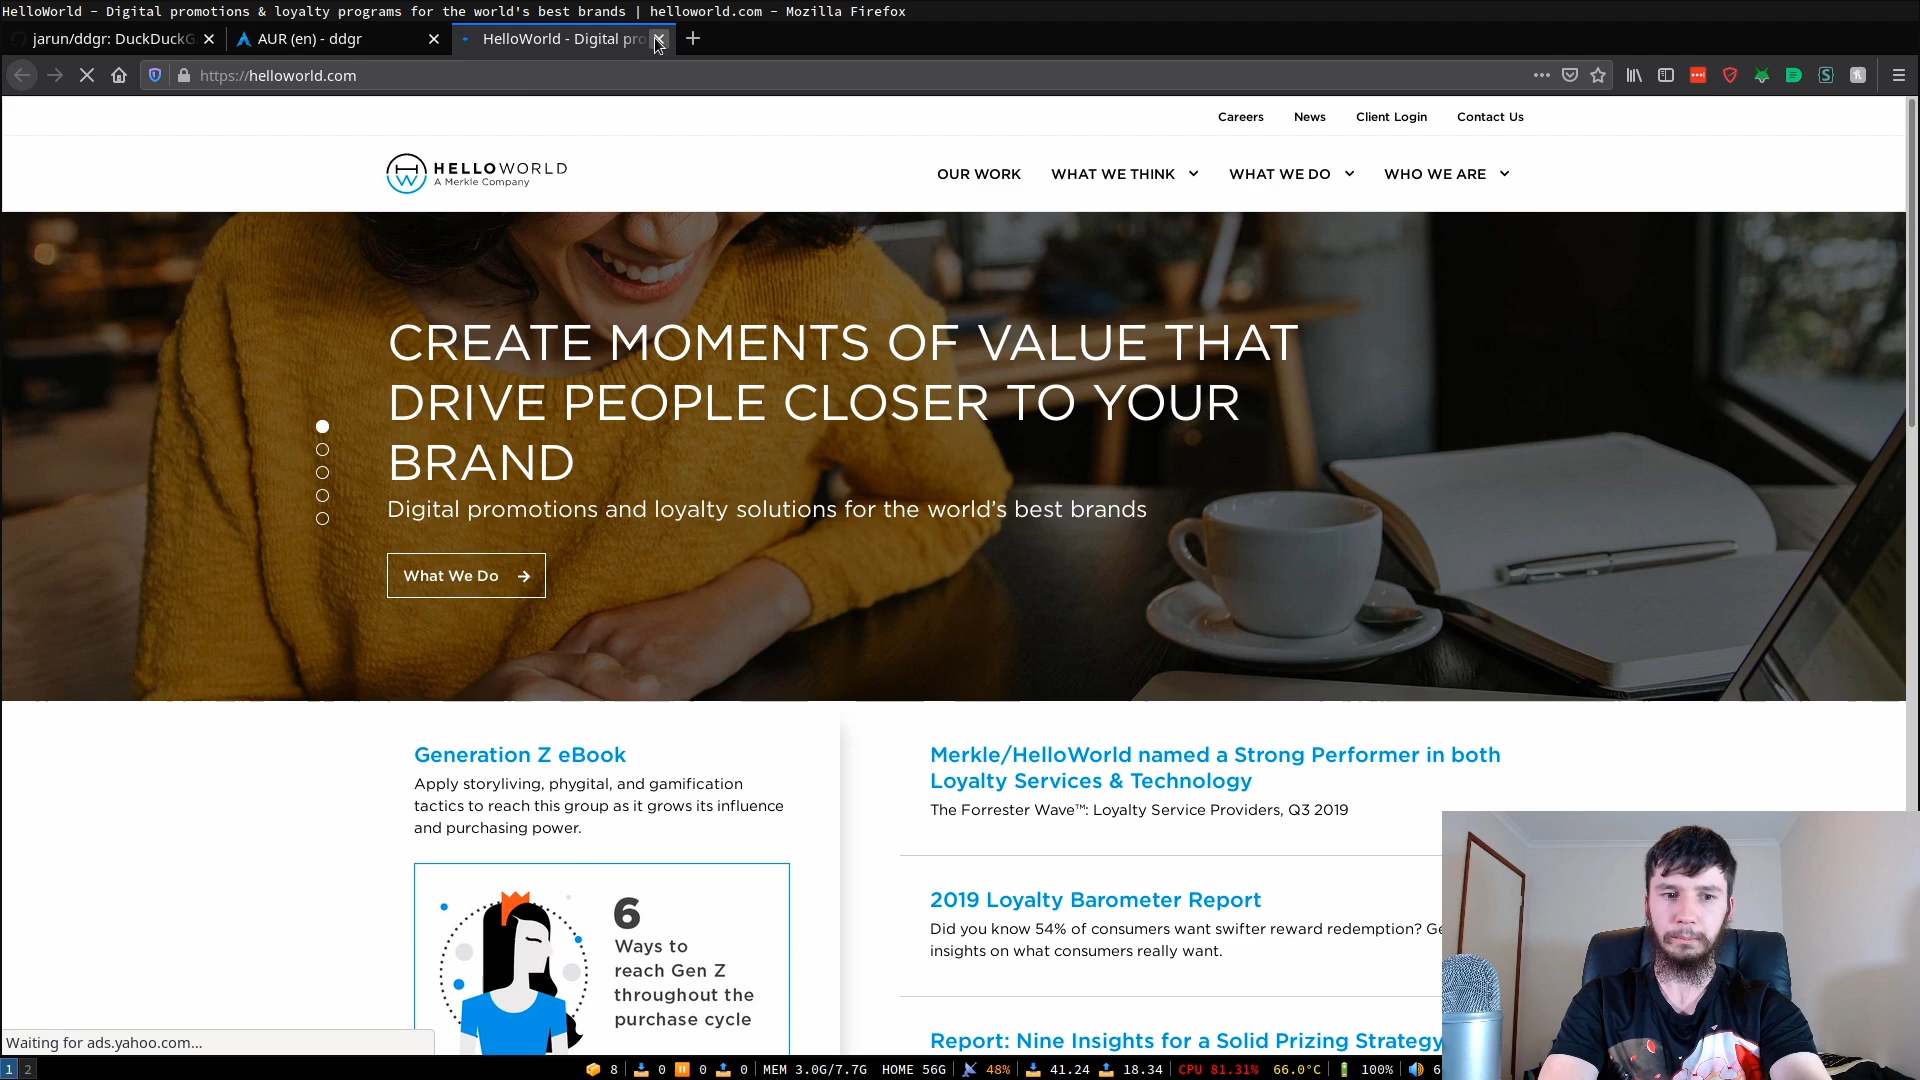 HelloWorld - Digital promotions & loyalty programs for the world's best brands | helloworld.com - Mozilla Firefox
jarun/ddgr: DuckDuckG
AUR (en) - ddgr
HelloWorld - Digital pro
https://helloworld.com
Careers News Client Login Contact Us
HELLOWORLD
A Merkle Company
OUR WORK WHAT WE THINK WHAT WE DO WHO WE ARE
CREATE MOMENTS OF VALUE THAT
DRIVE PEOPLE CLOSER TO YOUR
BRAND
Digital promotions and loyalty solutions for the world’s best brands
What We Do →
Generation Z eBook
Apply storyliving, phygital, and gamification
tactics to reach this group as it grows its influence
and purchasing power.
6
Ways to
reach Gen Z
throughout the
purchase cycle
Merkle/HelloWorld named a Strong Performer in both
Loyalty Services & Technology
The Forrester Wave™: Loyalty Service Providers, Q3 2019
2019 Loyalty Barometer Report
Did you know 54% of consumers want swifter reward redemption? Ge
insights on what consumers really want.
Report: Nine Insights for a Solid Prizing Strategy
Waiting for ads.yahoo.com...
1 2
8 0 0 0 MEM 3.0G/7.7G HOME 56G 48% 41.24 18.34 CPU 81.31% 66.0°C 100% 6